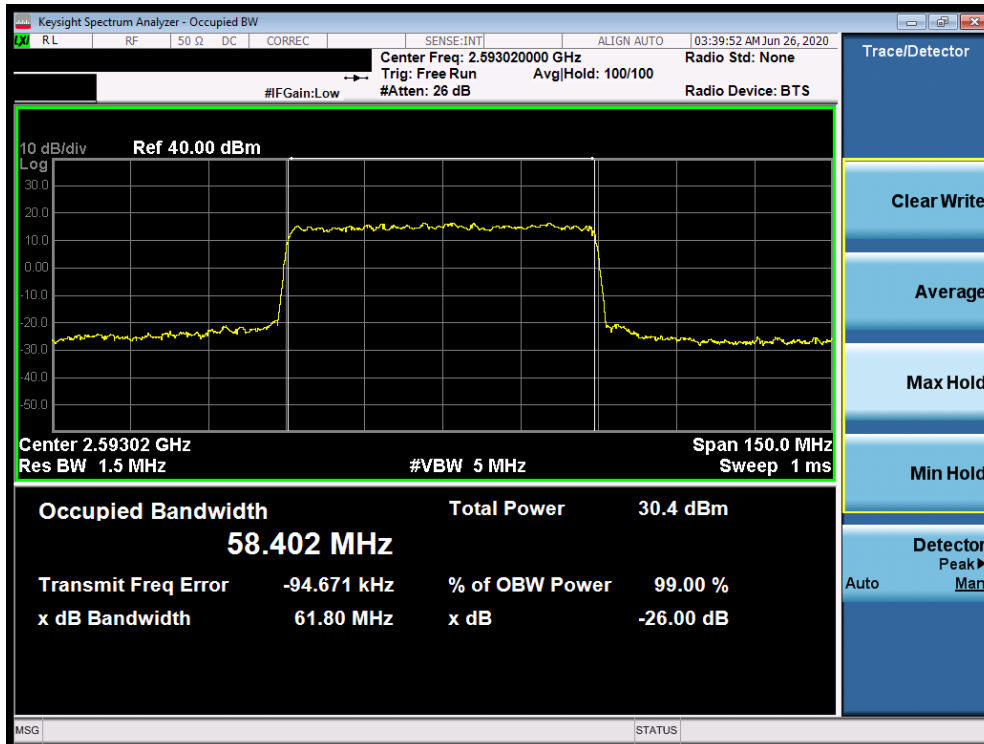 Keysight Spectrum Analyzer - Occupied BW
LXI RL RF 50 Ω DC CORREC SENSE:INT ALIGN AUTO 03:39:52 AM Jun 26, 2020
Center Freq: 2.593020000 GHz Radio Std: None
Trig: Free Run Avg|Hold: 100/100
#IFGain:Low #Atten: 26 dB Radio Device: BTS
10 dB/div Ref 40.00 dBm
Log
30.0
20.0
10.0
0.00
-10.0
-20.0
-30.0
-40.0
-50.0
Center 2.59302 GHz Span 150.0 MHz
Res BW 1.5 MHz #VBW 5 MHz Sweep 1 ms
Occupied Bandwidth Total Power 30.4 dBm
58.402 MHz
Transmit Freq Error -94.671 kHz % of OBW Power 99.00 %
x dB Bandwidth 61.80 MHz x dB -26.00 dB
Trace/Detector
Clear Write
Average
Max Hold
Min Hold
Detector
Peak▶
Auto Man
MSG STATUS